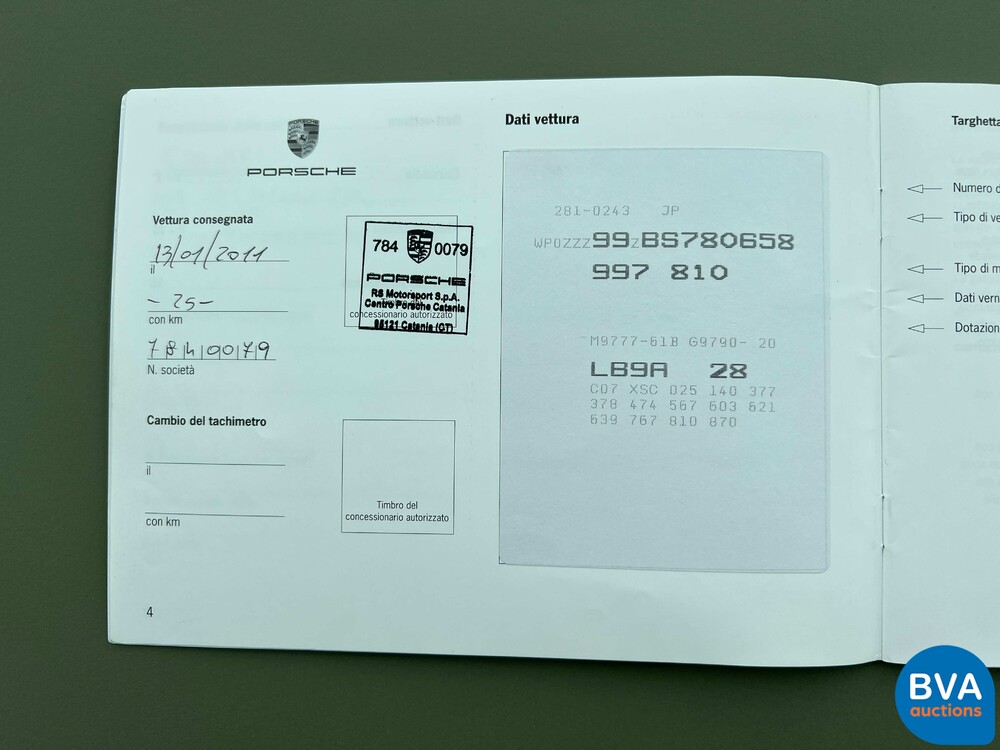 PORSCHE
Vettura consegnata
13/01/2011
il
- 25 -
con km
784|0079
N. società
784 0079
PORSCHE
RS Motorsport S.p.A.
Centro Porsche Catania
concessionario autorizzato
95121 Catania (CT)
Cambio del tachimetro
il
con km
Timbro del
concessionario autorizzato
4
Dati vettura
281-0243 JP
WP0ZZZ99ZBS780658
997 810
M9777-61B G9790- 20
LB9A 28
C07 XSC 025 140 377
378 474 567 603 621
639 767 810 870
Targhetta
Numero d
Tipo di ve
Tipo di m
Dati vern
Dotazion
BVA
auctions